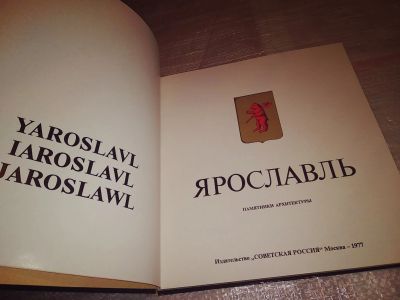 YAROSLAVL
IAROSLAVL
JAROSLAWL
ЯРОСЛАВЛЬ
ПАМЯТНИКИ АРХИТЕКТУРЫ
Издательство „СОВЕТСКАЯ РОССИЯ" Москва – 1977